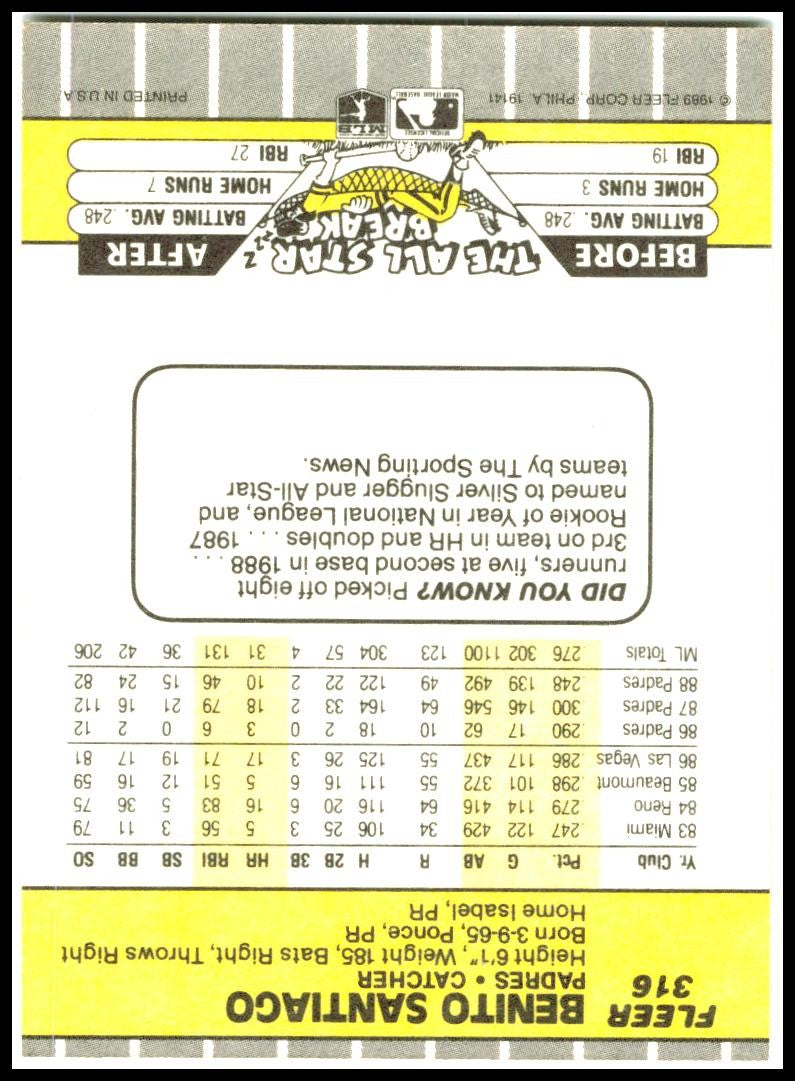 FLEER
316
BENITO SANTIAGO
PADRES • CATCHER
Height 6'1", Weight 185, Bats Right, Throws Right
Born 3-9-65, Ponce, PR
Home Isabel, PR
Yr. Club Pct. G AB R H 2B 3B HR RBI SB BB SO
83 Miami .247 122 429 34 106 25 3 5 56 3 11 79
84 Reno .279 114 416 64 116 20 6 16 83 5 36 75
85 Beaumont .298 101 372 55 111 16 6 5 51 12 16 59
86 Las Vegas .286 117 437 55 125 26 3 17 71 19 17 81
86 Padres .290 17 62 10 18 2 0 3 6 0 2 12
87 Padres .300 146 546 64 164 33 2 18 79 21 16 112
88 Padres .248 139 492 49 122 22 2 10 46 15 24 82
ML Totals .276 302 1100 123 304 57 4 31 131 36 42 206
DID YOU KNOW? Picked off eight
runners, five at second base in 1988 . . .
3rd on team in HR and doubles . . . 1987
Rookie of Year in National League, and
named to Silver Slugger and All-Star
teams by The Sporting News.
BEFORE
THE ALL STAR
BREAK
z z z
AFTER
BATTING AVG. .248
HOME RUNS 3
RBI 19
BATTING AVG. .248
HOME RUNS 7
RBI 27
OFFICIAL LICENSEE
MAJOR LEAGUE BASEBALL
MLB
© 1989 FLEER CORP. PHILA. 19141
PRINTED IN U.S.A